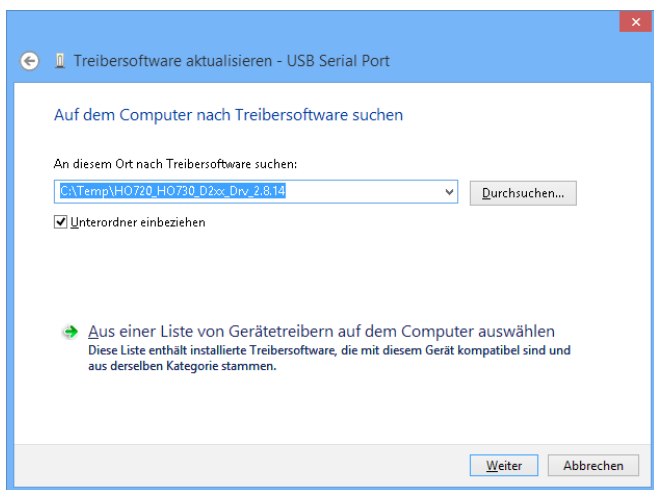 Treibersoftware aktualisieren - USB Serial Port
Auf dem Computer nach Treibersoftware suchen
An diesem Ort nach Treibersoftware suchen:
C:\Temp\HO720_HO730_D2xx_Drv_2.8.14
Durchsuchen...
Unterordner einbeziehen
Aus einer Liste von Gerätetreibern auf dem Computer auswählen
Diese Liste enthält installierte Treibersoftware, die mit diesem Gerät kompatibel sind und
aus derselben Kategorie stammen.
Weiter
Abbrechen